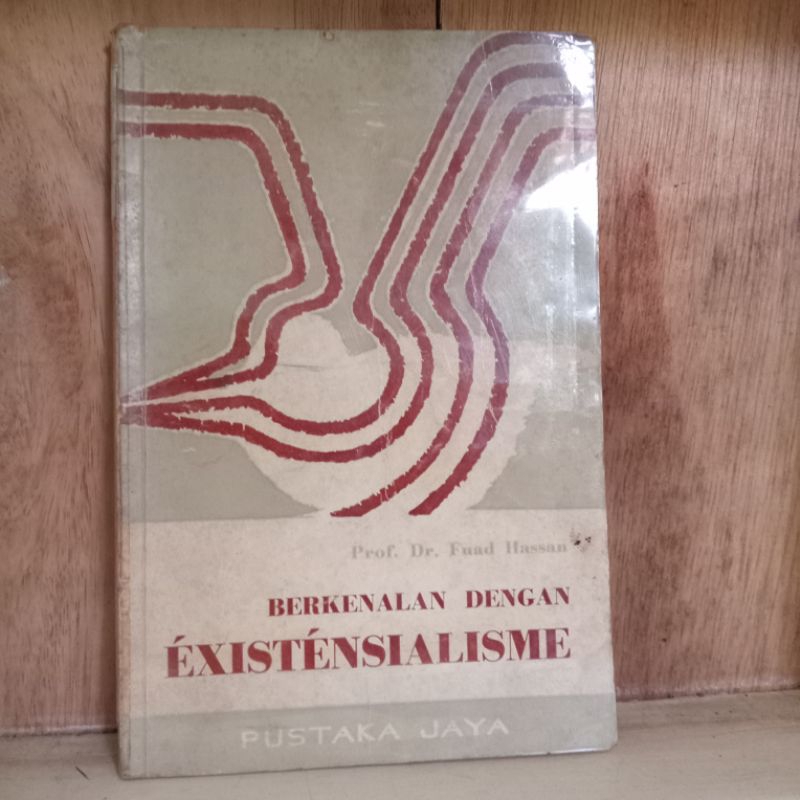 Prof. Dr. Fuad Hassan
BERKENALAN DENGAN
ÉXISTÉNSIALISME
PUSTAKA JAYA